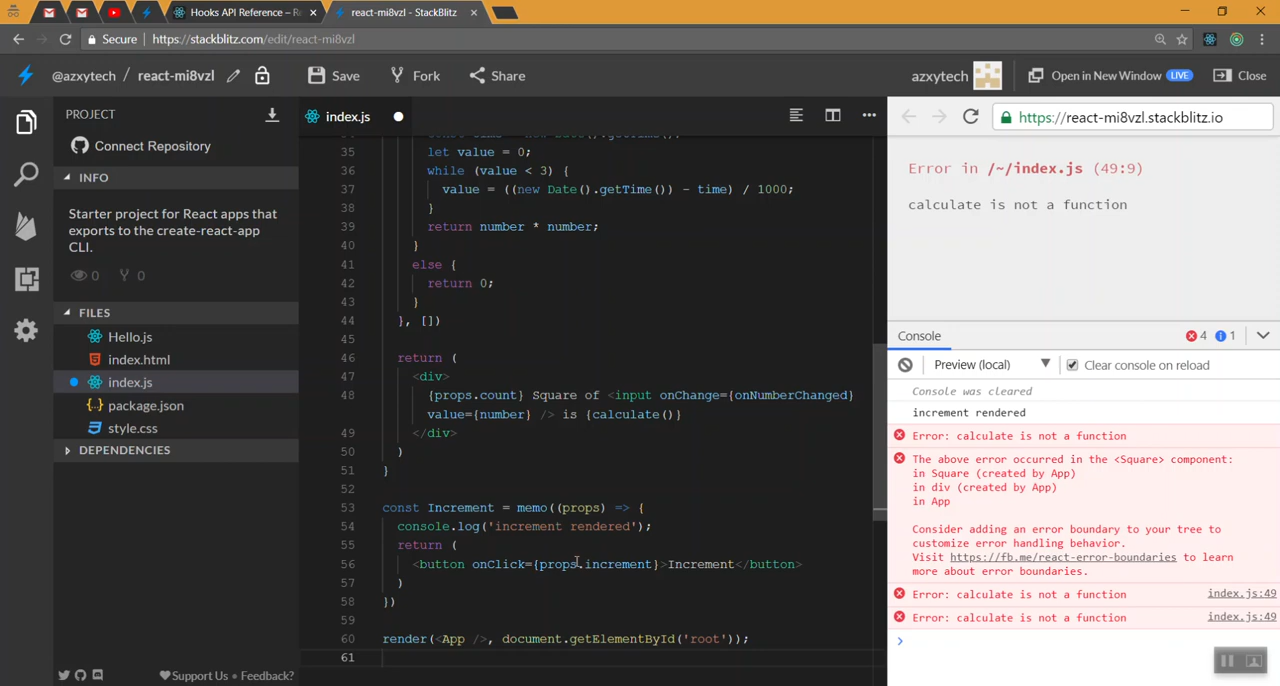 Hooks API Reference – Re
react-mi8vzl - StackBlitz
Secure https://stackblitz.com/edit/react-mi8vzl
@azxytech / react-mi8vzl Save Fork Share azxytech Open in New Window LIVE Close
PROJECT
Connect Repository
INFO
Starter project for React apps that
exports to the create-react-app
CLI.
0 0
FILES
Hello.js
index.html
index.js
package.json
style.css
DEPENDENCIES
Support Us • Feedback?
index.js
35 let value = 0;
36 while (value < 3) {
37 value = ((new Date().getTime()) - time) / 1000;
38 }
39 return number * number;
40 }
41 else {
42 return 0;
43 }
44 }, [])
45
46 return (
47 <div>
48 {props.count} Square of <input onChange={onNumberChanged}
value={number} /> is {calculate()}
49 </div>
50 )
51 }
52
53 const Increment = memo((props) => {
54 console.log('increment rendered');
55 return (
56 <button onClick={props.increment}>Increment</button>
57 )
58 })
59
60 render(<App />, document.getElementById('root'));
61
https://react-mi8vzl.stackblitz.io
Error in /~/index.js (49:9)
calculate is not a function
Console 4 1
Preview (local) Clear console on reload
Console was cleared
increment rendered
Error: calculate is not a function
The above error occurred in the <Square> component:
in Square (created by App)
in div (created by App)
in App
Consider adding an error boundary to your tree to
customize error handling behavior.
Visit https://fb.me/react-error-boundaries to learn
more about error boundaries.
Error: calculate is not a function index.js:49
Error: calculate is not a function index.js:49